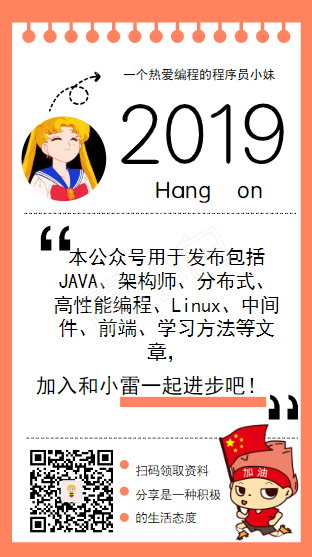 一个热爱编程的程序员小妹
2019
Hang on
“
本公众号用于发布包括
JAVA、架构师、分布式、
高性能编程、Linux、中间
件、前端、学习方法等文
章，
加入和小雷一起进步吧！
”
加油
扫码领取资料
分享是一种积极
的生活态度